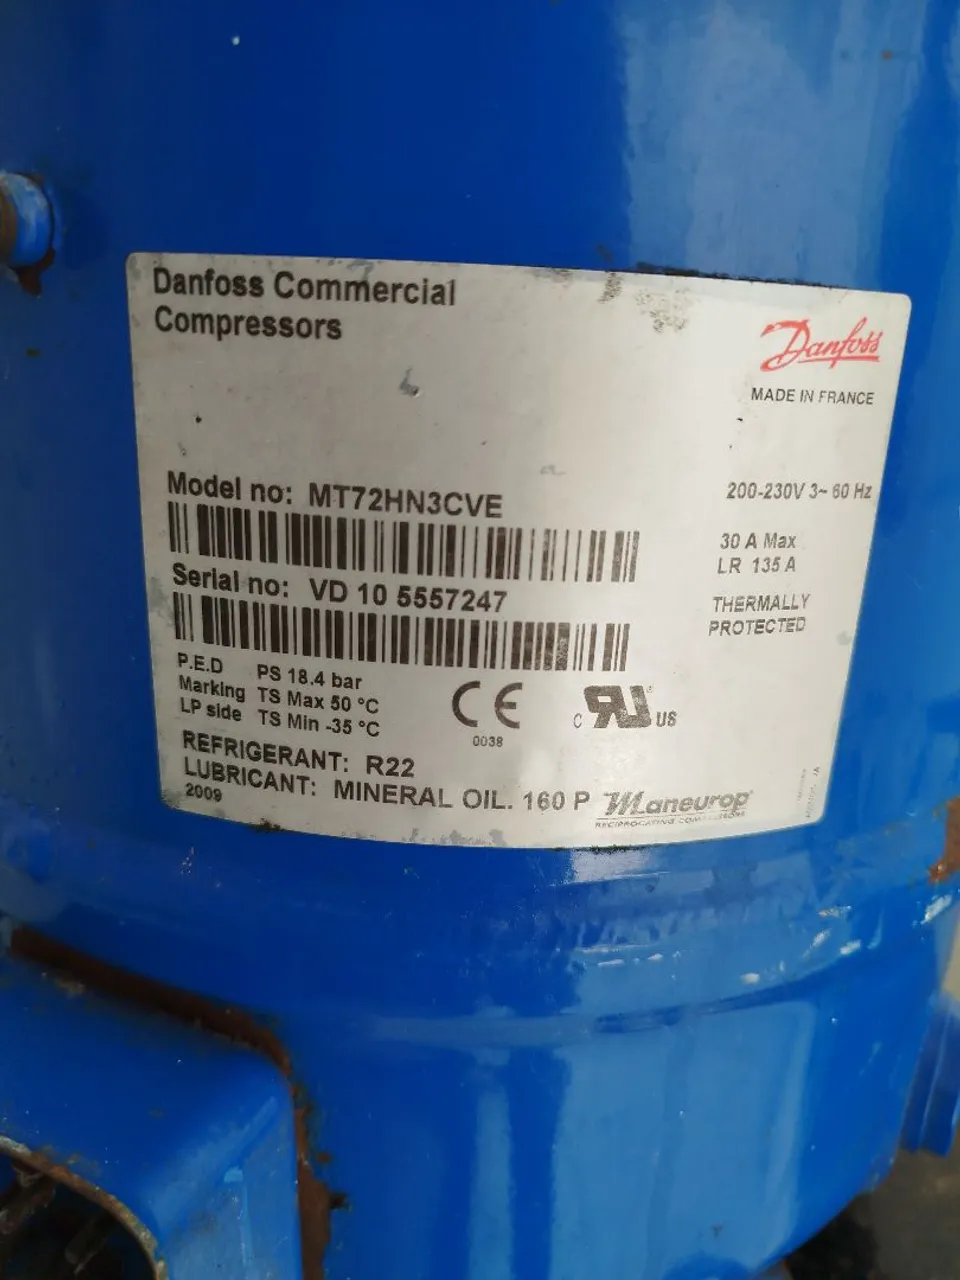 Danfoss Commercial
Compressors
Danfoss
MADE IN FRANCE
Model no: MT72HN3CVE
200-230V 3~ 60 Hz
30 A Max
LR 135 A
Serial no: VD 10 5557247
THERMALLY
PROTECTED
P.E.D PS 18.4 bar
Marking TS Max 50 °C
LP side TS Min -35 °C
CE
0038
c RU ® US
REFRIGERANT: R22
LUBRICANT: MINERAL OIL. 160 P
2009
Maneurop®
RECIPROCATING COMPRESSORS